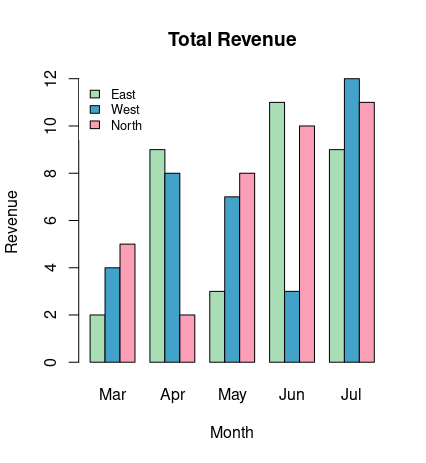 Total Revenue
East
West
North
12
10
8
6
4
2
0
Revenue
Mar Apr May Jun Jul
Month